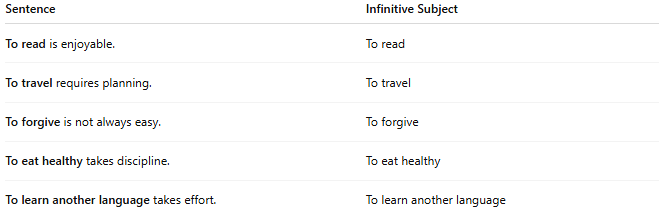 Sentence Infinitive Subject
To read is enjoyable. To read
To travel requires planning. To travel
To forgive is not always easy. To forgive
To eat healthy takes discipline. To eat healthy
To learn another language takes effort. To learn another language